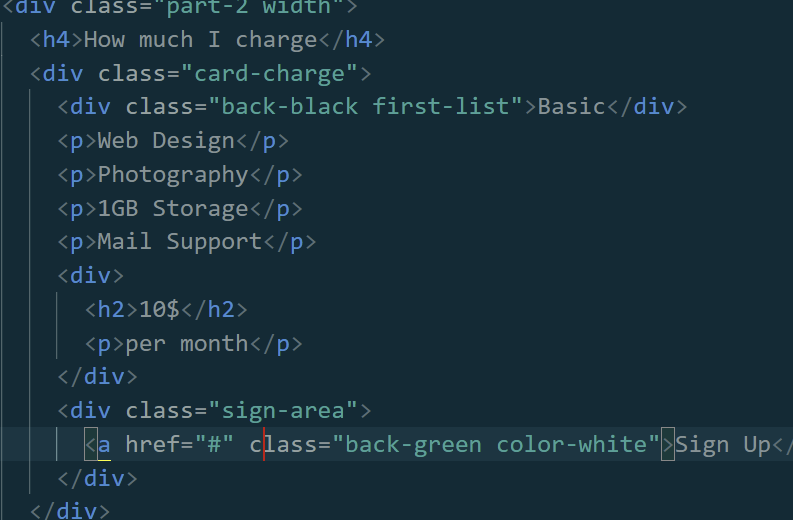 <div class="part-2 width">
<h4>How much I charge</h4>
<div class="card-charge">
<div class="back-black first-list">Basic</div>
<p>Web Design</p>
<p>Photography</p>
<p>1GB Storage</p>
<p>Mail Support</p>
<div>
<h2>10$</h2>
<p>per month</p>
</div>
<div class="sign-area">
<a href="#" class="back-green color-white">Sign Up</
</div>
</div>